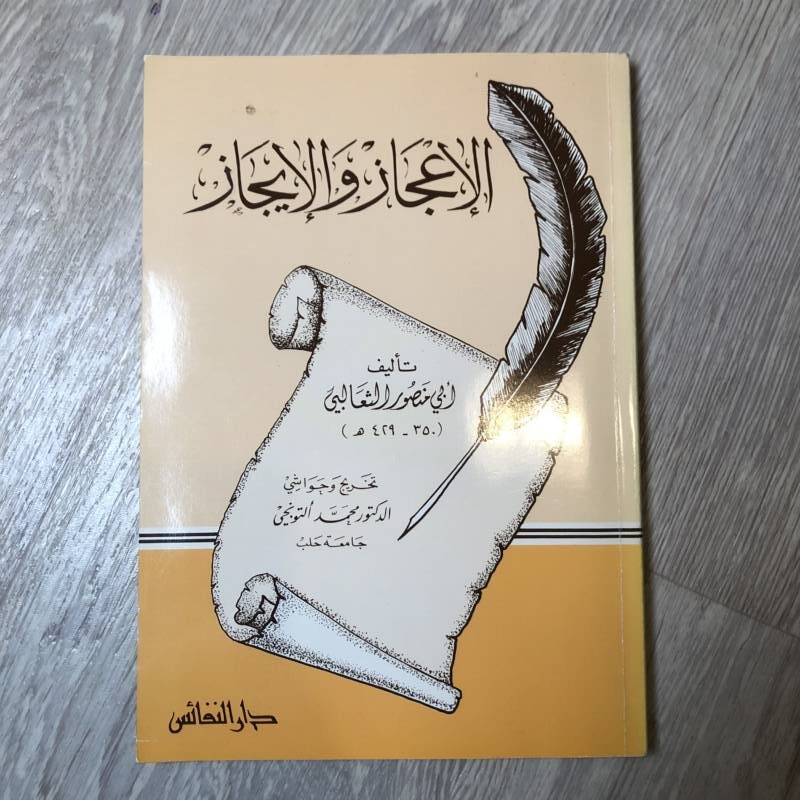 الإعجاز والإيجاز
تأليف
أبي منصور الثعالبي
(٣٥٠ - ٤٢٩ هـ)
تخريج وحواشي
الدكتور محمد التونجي
جامعة حلب
دار النفائس